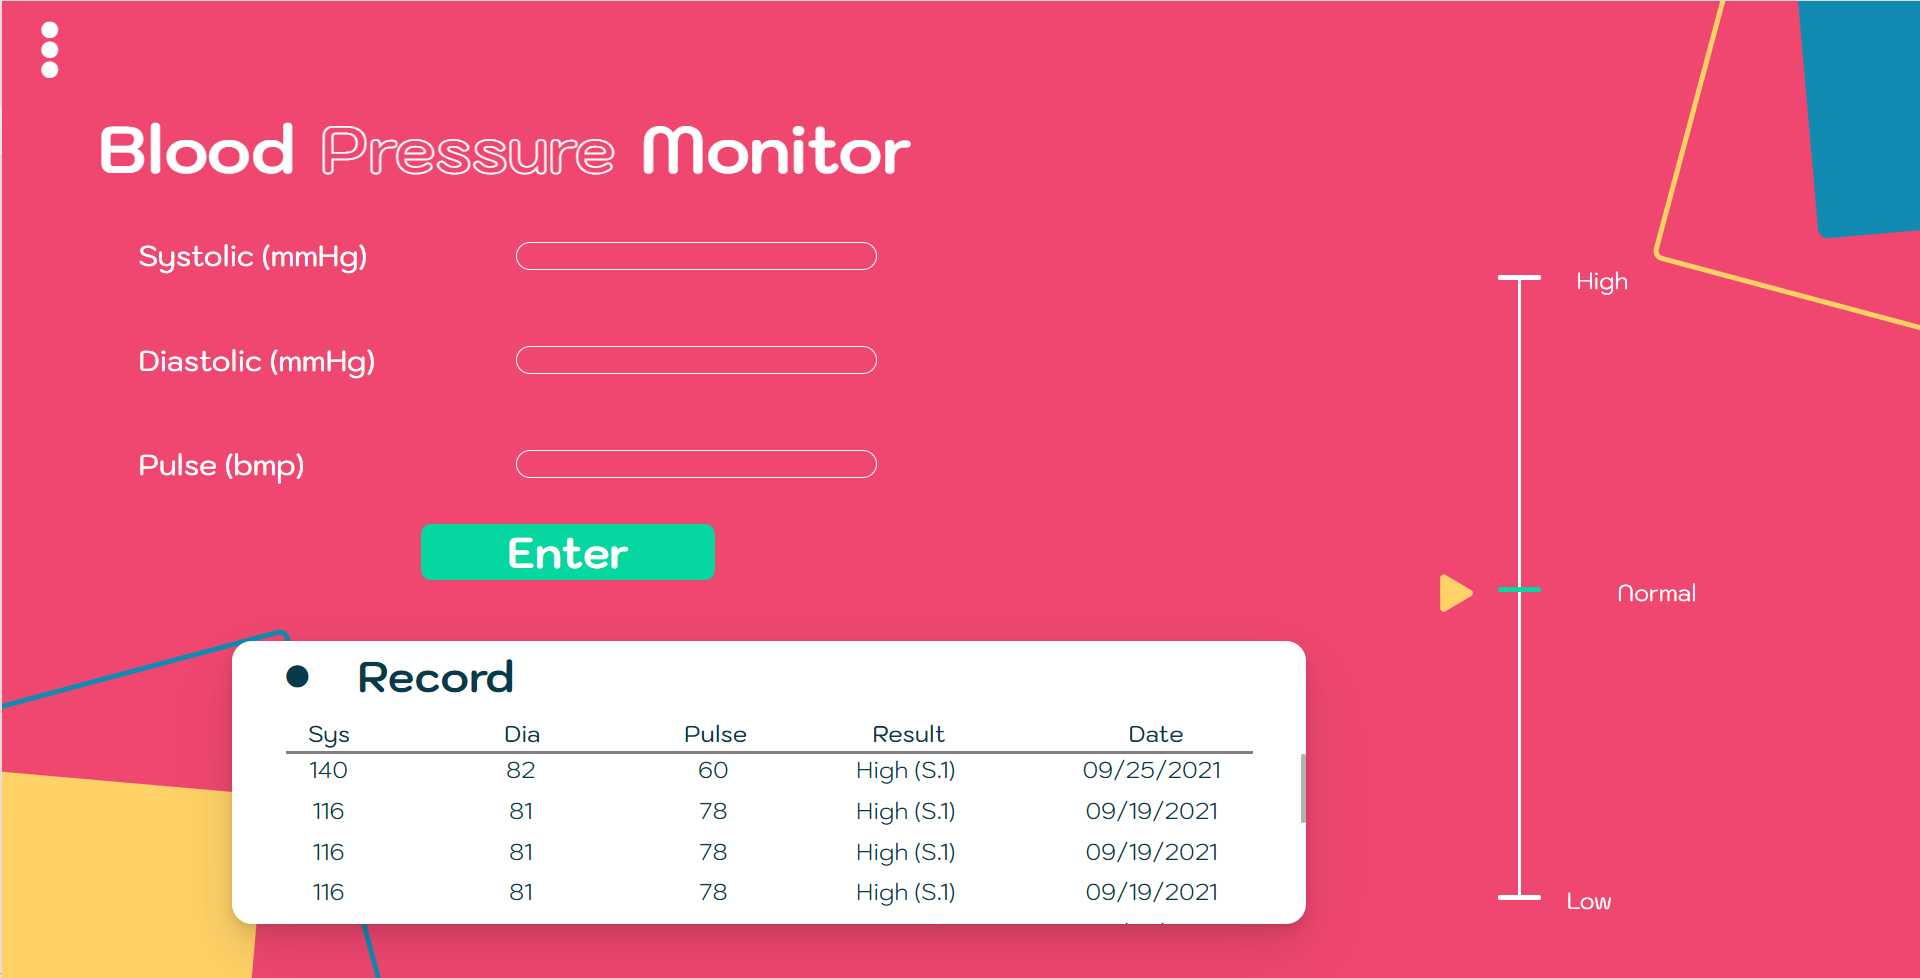 Blood Pressure Monitor
Systolic (mmHg)
High
Diastolic (mmHg)
Pulse (bmp)
Enter
Normal
Record
Sys Dia Pulse Result Date
140 82 60 High (S.1) 09/25/2021
116 81 78 High (S.1) 09/19/2021
116 81 78 High (S.1) 09/19/2021
116 81 78 High (S.1) 09/19/2021
Low